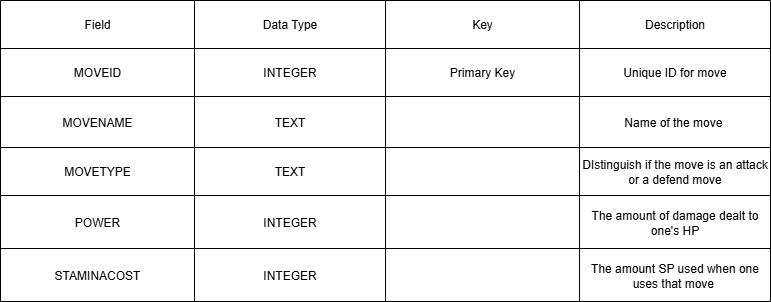 Field Data Type Key Description
MOVEID INTEGER Primary Key Unique ID for move
MOVENAME TEXT Name of the move
MOVETYPE TEXT DIstinguish if the move is an attack
or a defend move
POWER INTEGER The amount of damage dealt to
one's HP
STAMINACOST INTEGER The amount SP used when one
uses that move